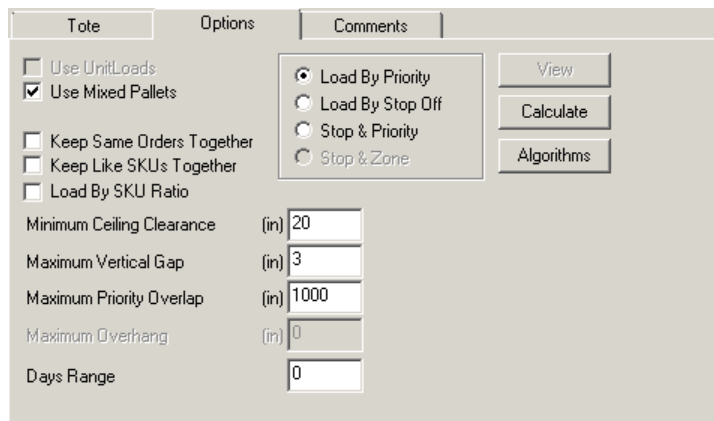 Tote Options Comments
Use UnitLoads
Use Mixed Pallets
Keep Same Orders Together
Keep Like SKUs Together
Load By SKU Ratio
Load By Priority
Load By Stop Off
Stop & Priority
Stop & Zone
View
Calculate
Algorithms
Minimum Ceiling Clearance (in) 20
Maximum Vertical Gap (in) 3
Maximum Priority Overlap (in) 1000
Maximum Overhang (in) 0
Days Range 0